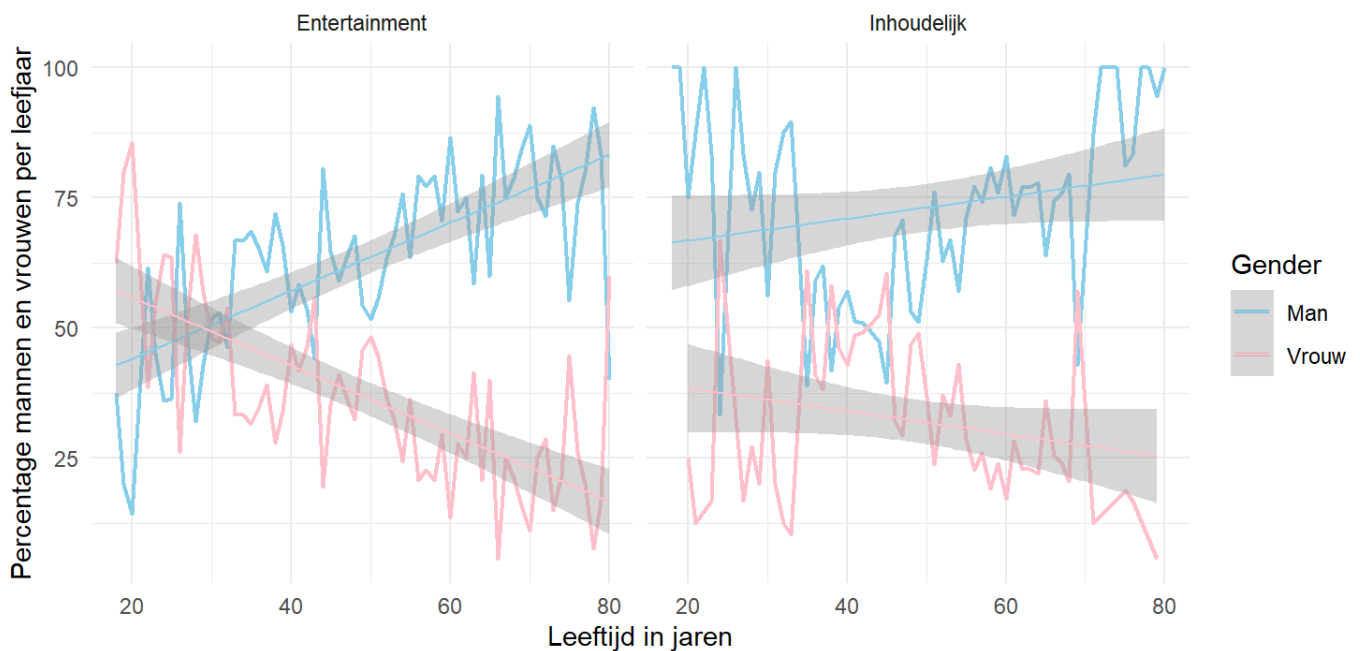 Entertainment
Inhoudelijk
Percentage mannen en vrouwen per leefjaar
100
75
50
25
20
40
60
80
20
40
60
80
Leeftijd in jaren
Gender
Man
Vrouw